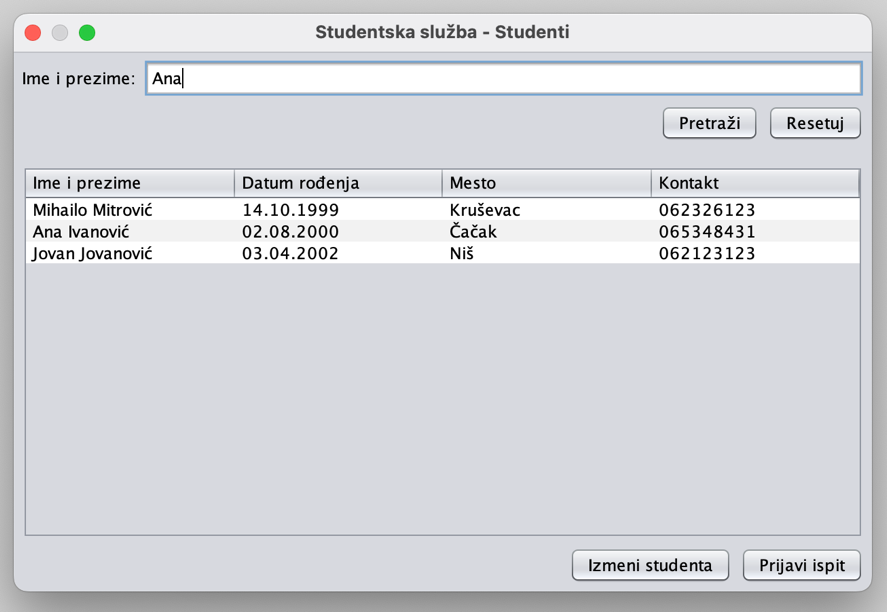 Studentska služba - Studenti
Ime i prezime: Ana
Pretraži Resetuj
Ime i prezime Datum rođenja Mesto Kontakt
Mihailo Mitrović 14.10.1999 Kruševac 062326123
Ana Ivanović 02.08.2000 Čačak 065348431
Jovan Jovanović 03.04.2002 Niš 062123123
Izmeni studenta Prijavi ispit